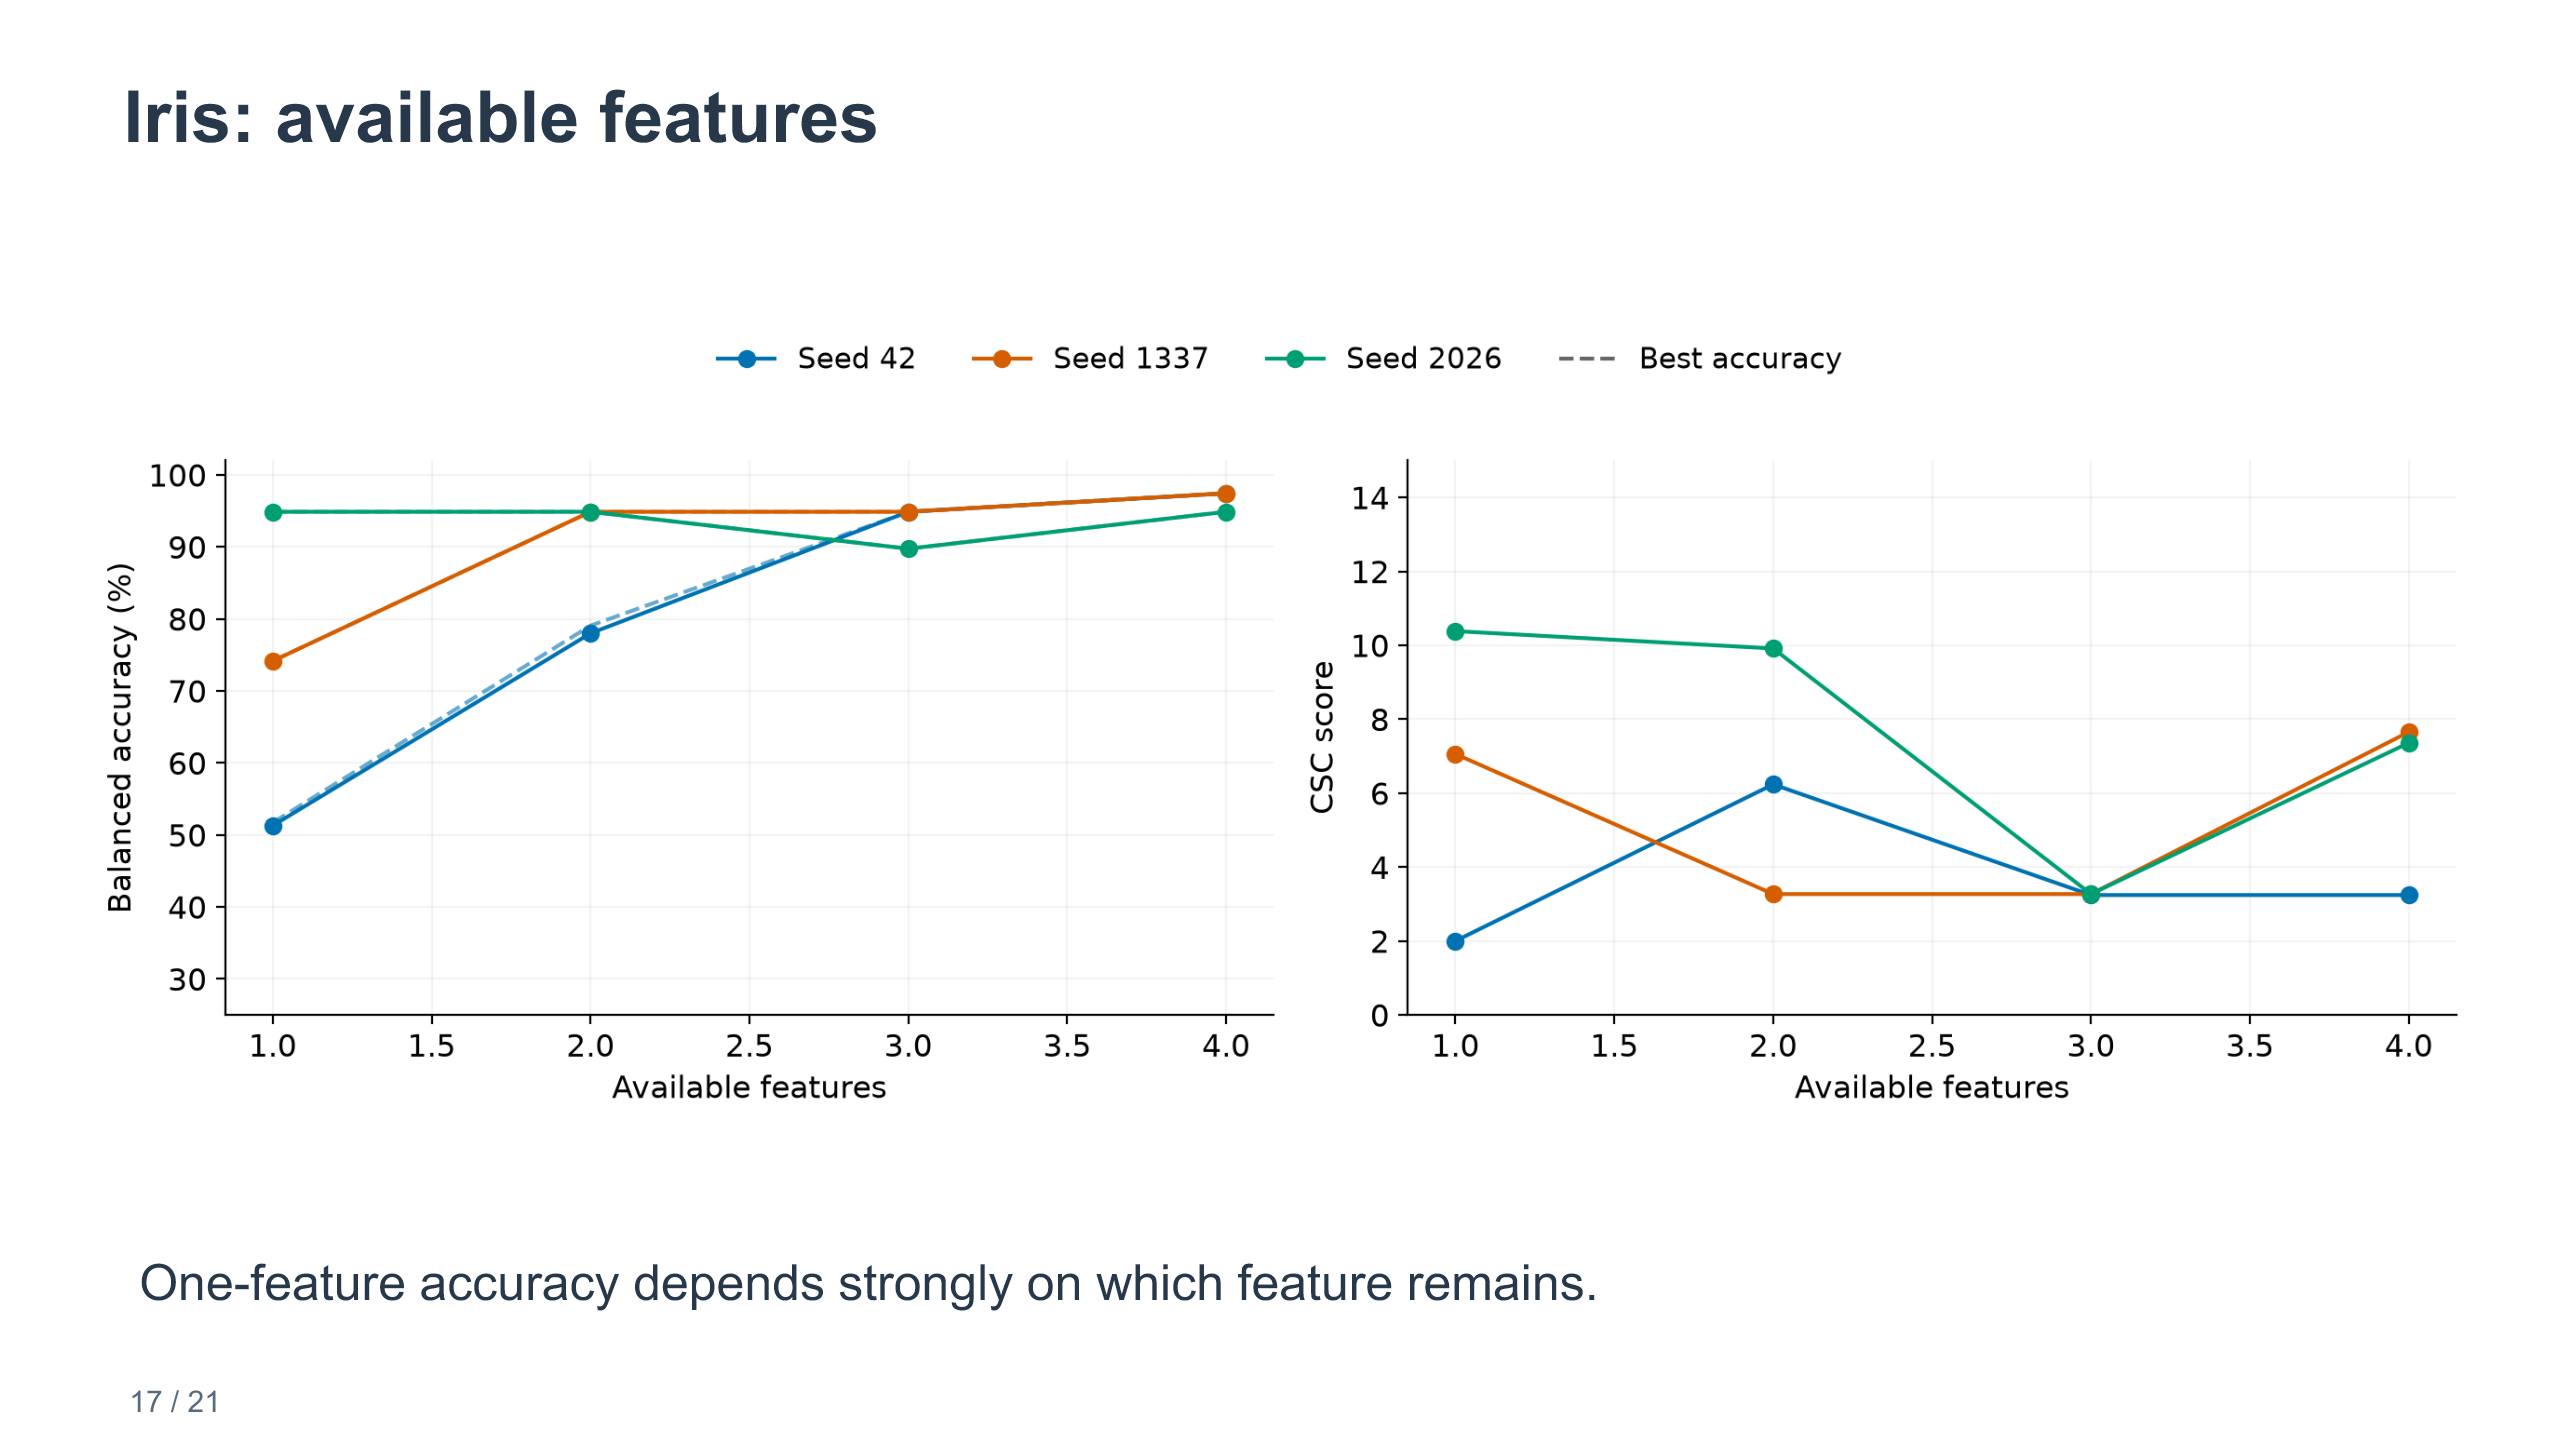 Iris: available features
Seed 42 Seed 1337 Seed 2026 Best accuracy
Balanced accuracy (%)
100
90
80
70
60
50
40
30
1.0 1.5 2.0 2.5 3.0 3.5 4.0
Available features
CSC score
14
12
10
8
6
4
2
0
1.0 1.5 2.0 2.5 3.0 3.5 4.0
Available features
One-feature accuracy depends strongly on which feature remains.
17 / 21